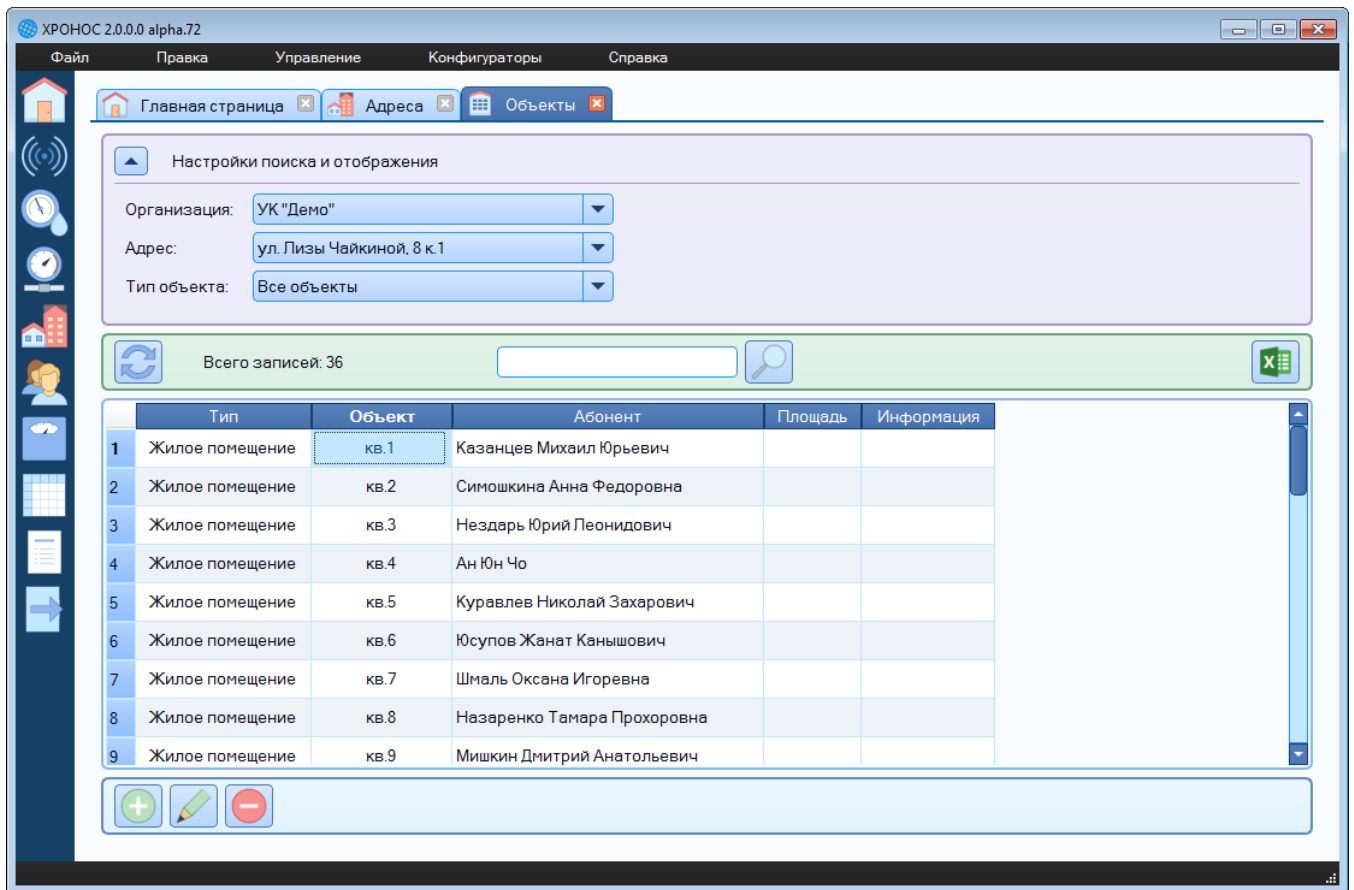 ХРОНОС 2.0.0.0 alpha.72
Файл Правка Управление Конфигураторы Справка
Главная страница Адреса Объекты
Настройки поиска и отображения
Организация: УК "Демо"
Адрес: ул. Лизы Чайкиной, 8 к.1
Тип объекта: Все объекты
Всего записей: 36
Тип Объект Абонент Площадь Информация
1 Жилое помещение кв.1 Казанцев Михаил Юрьевич
2 Жилое помещение кв.2 Симошкина Анна Федоровна
3 Жилое помещение кв.3 Нездарь Юрий Леонидович
4 Жилое помещение кв.4 Ан Юн Чо
5 Жилое помещение кв.5 Куравлев Николай Захарович
6 Жилое помещение кв.6 Юсупов Жанат Канышович
7 Жилое помещение кв.7 Шмаль Оксана Игоревна
8 Жилое помещение кв.8 Назаренко Тамара Прохоровна
9 Жилое помещение кв.9 Мишкин Дмитрий Анатольевич